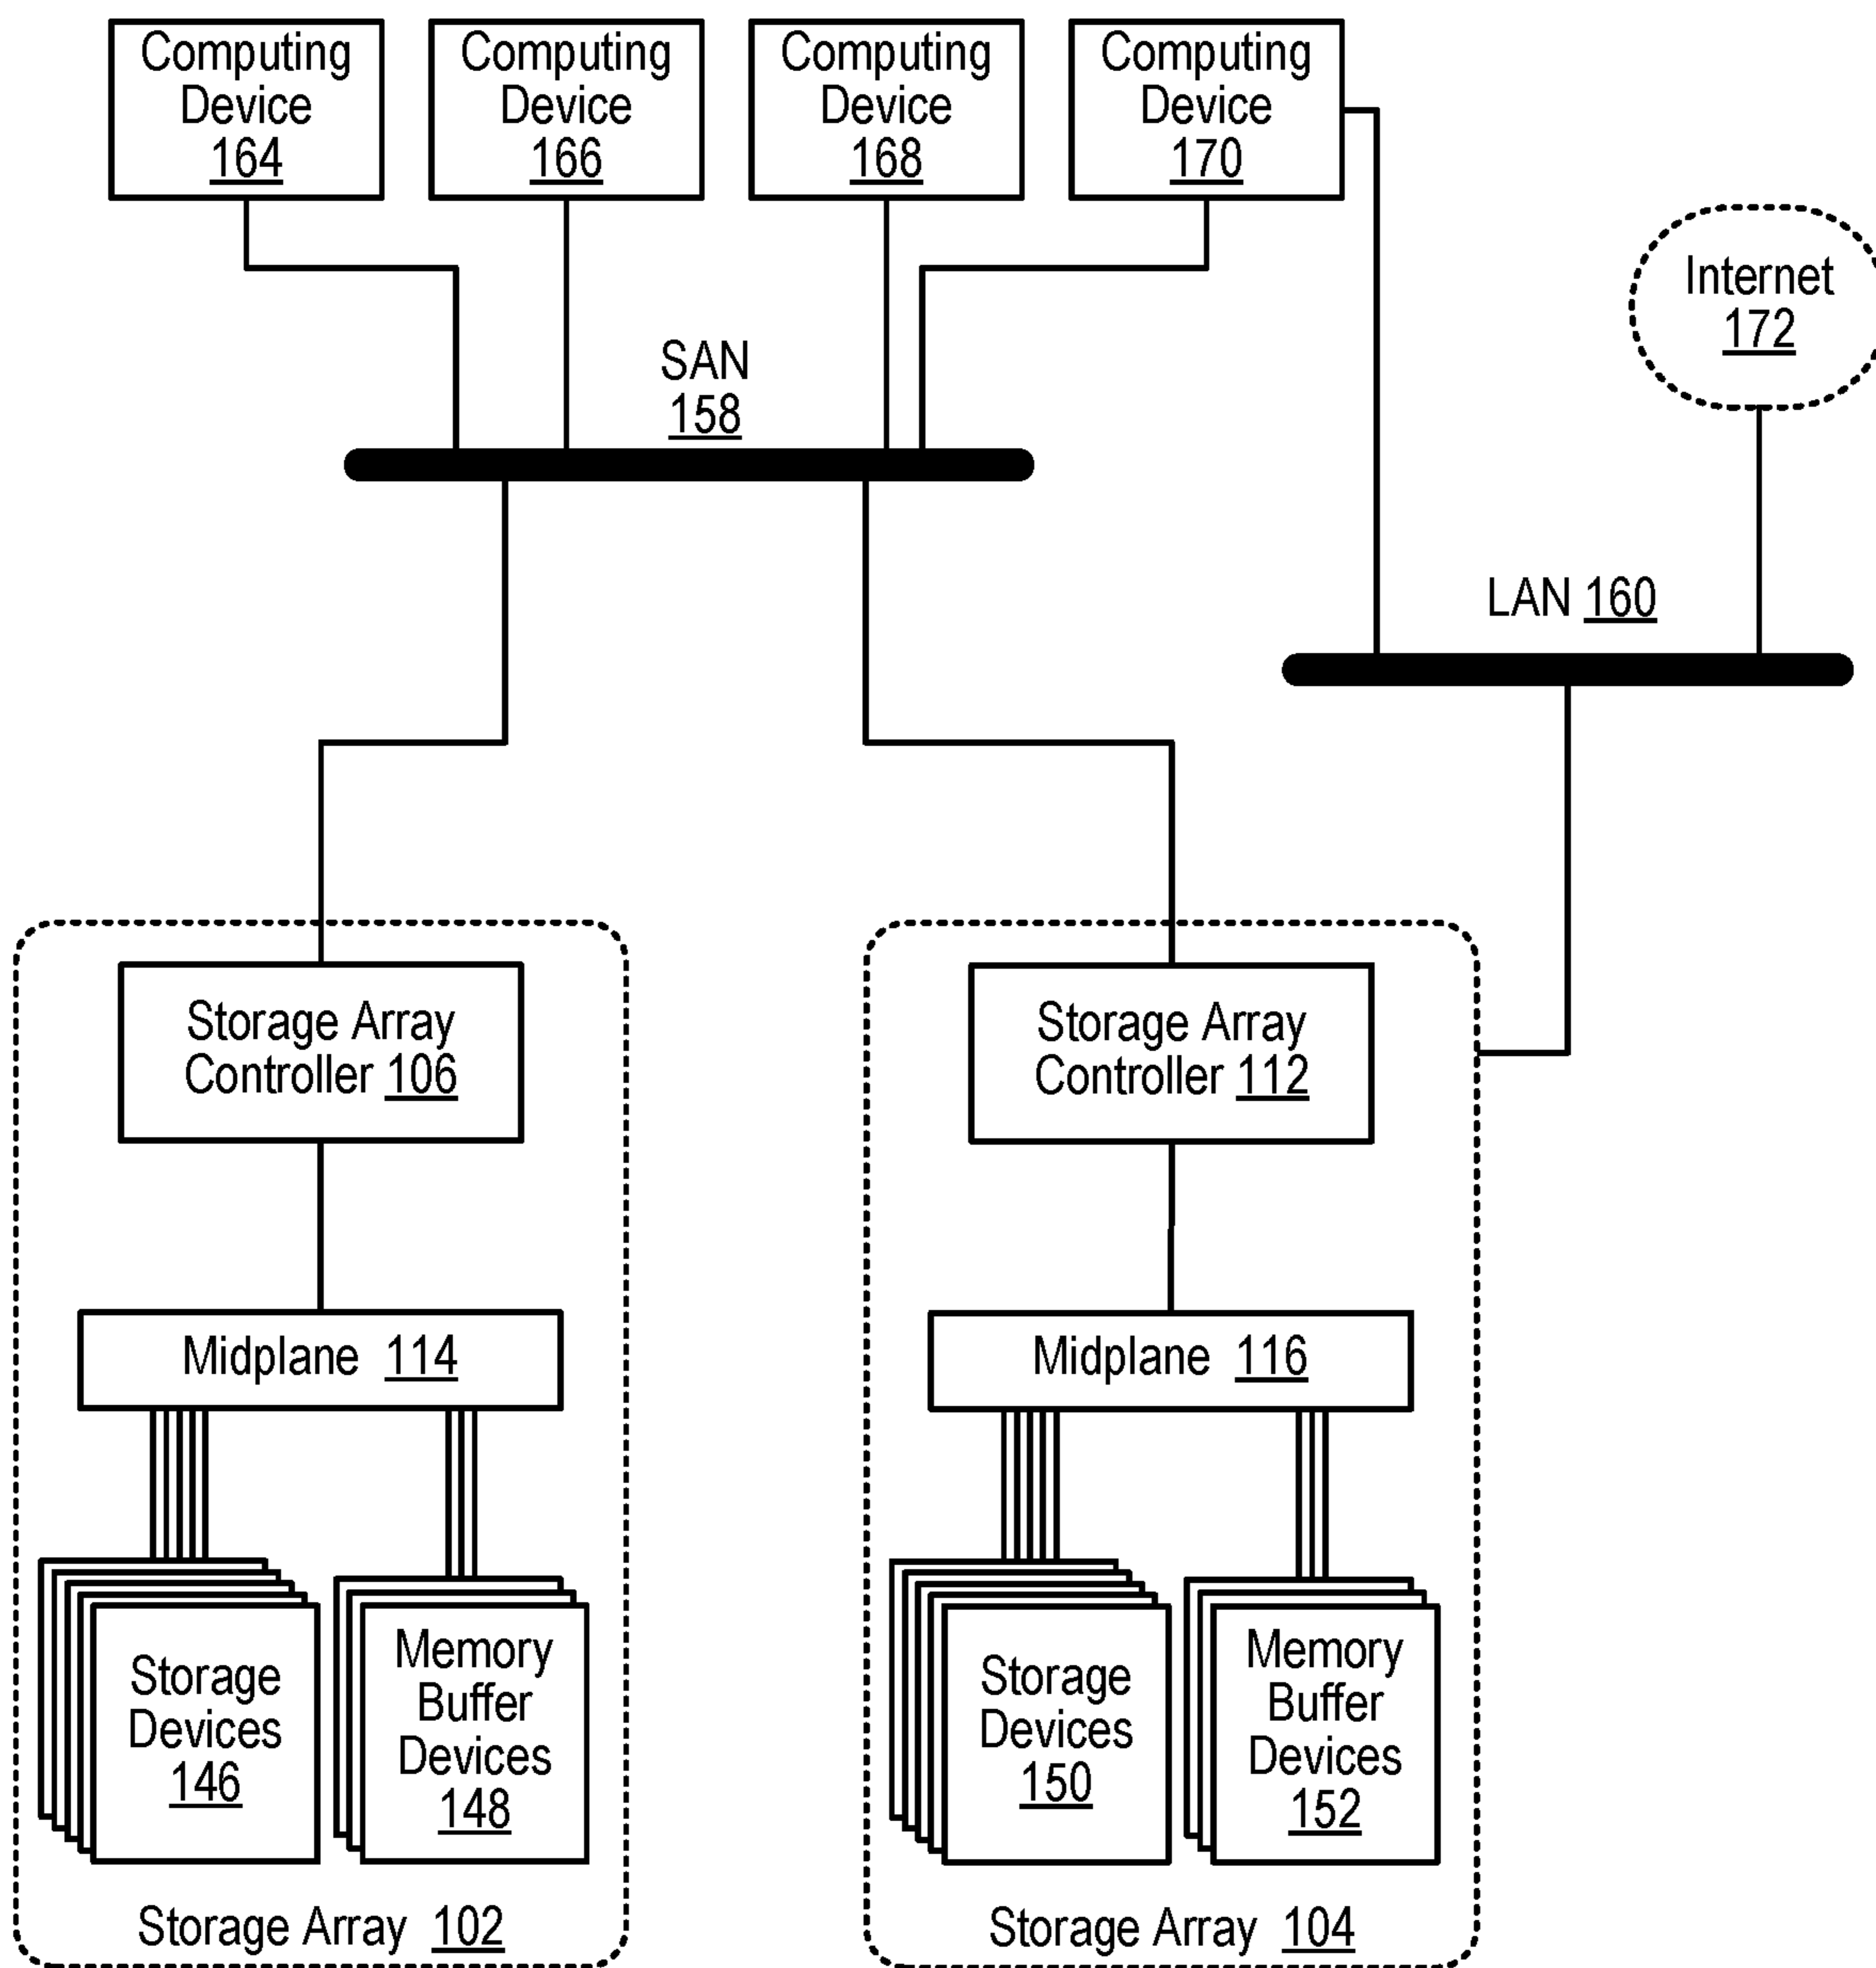 Computing
Device
164
Computing
Device
166
Computing
Device
168
Computing
Device
170
Internet
172
SAN
158
LAN 160
Storage Array
Controller 106
Storage Array
Controller 112
Midplane 114
Midplane 116
Storage
Devices
146
Memory
Buffer
Devices
148
Storage
Devices
150
Memory
Buffer
Devices
152
Storage Array 102
Storage Array 104